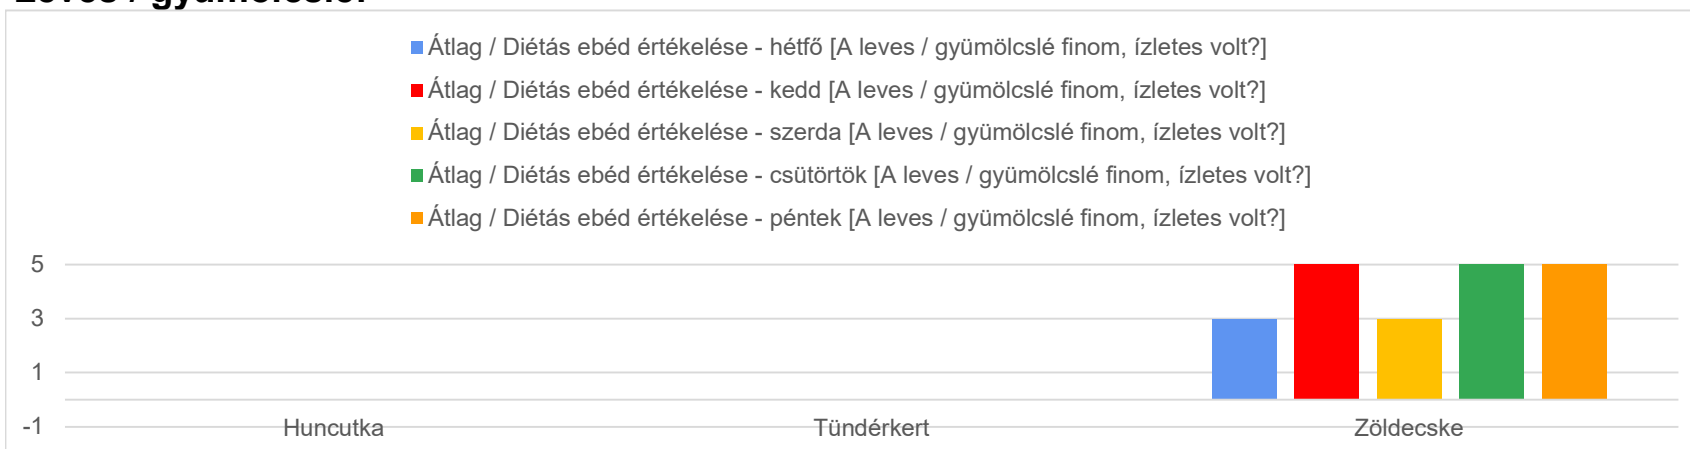 Átlag / Diétás ebéd értékelése - hétfő [A leves / gyümölcslé finom, ízletes volt?]
Átlag / Diétás ebéd értékelése - kedd [A leves / gyümölcslé finom, ízletes volt?]
Átlag / Diétás ebéd értékelése - szerda [A leves / gyümölcslé finom, ízletes volt?]
Átlag / Diétás ebéd értékelése - csütörtök [A leves / gyümölcslé finom, ízletes volt?]
Átlag / Diétás ebéd értékelése - péntek [A leves / gyümölcslé finom, ízletes volt?]
5
3
1
-1
Huncutka Tündérkert Zöldecske